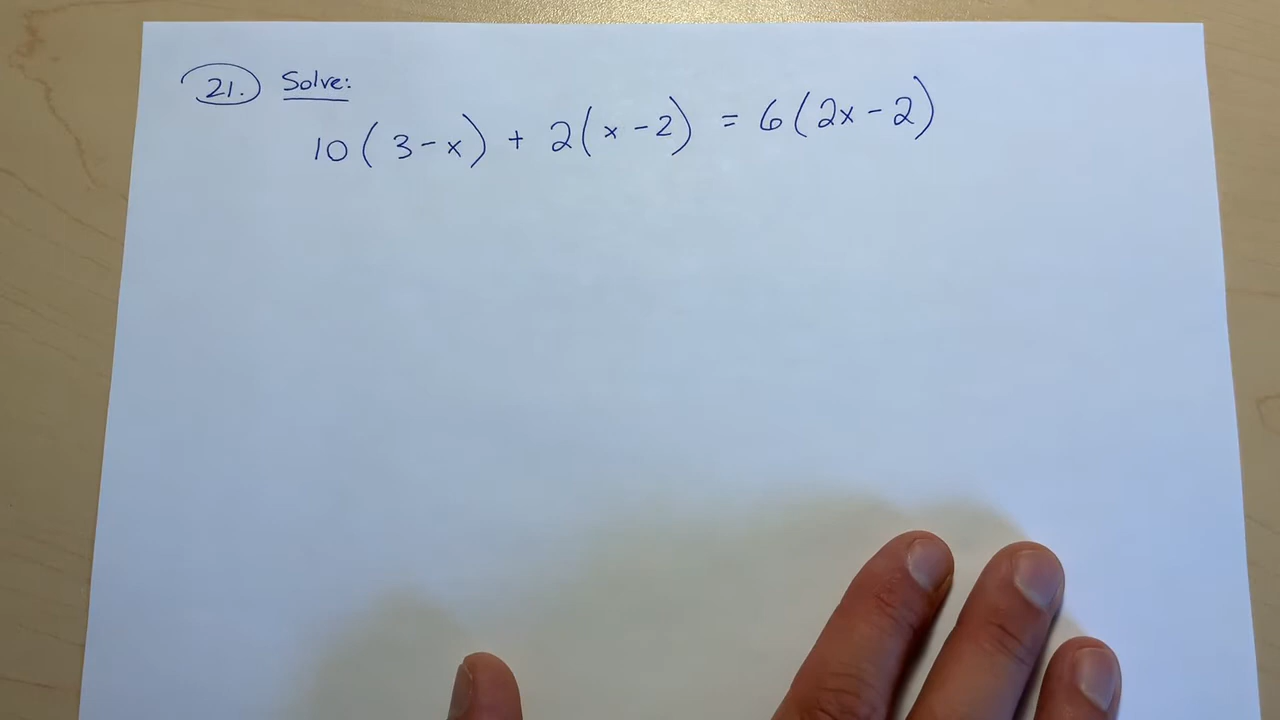 21. Solve:
10(3-x) + 2(x-2) = 6(2x-2)